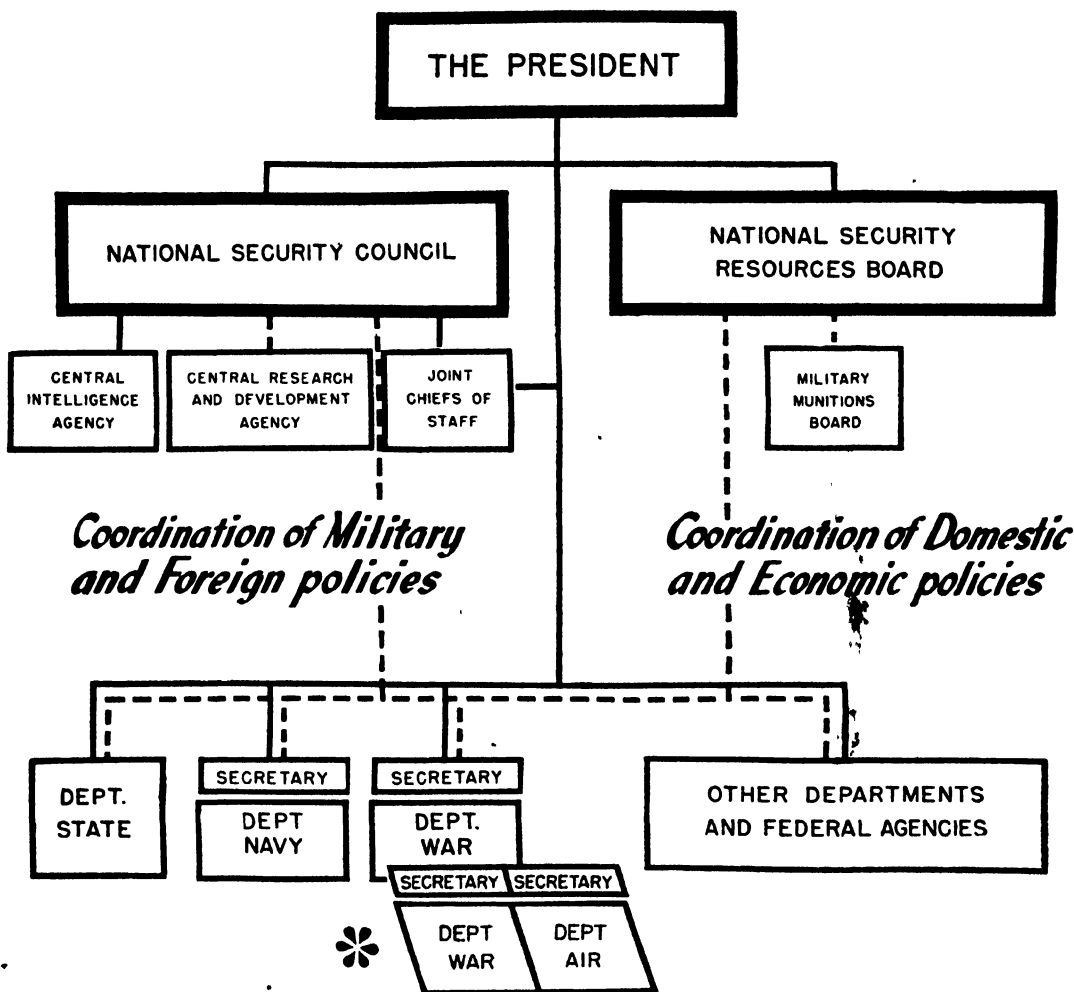 THE PRESIDENT
NATIONAL SECURITY COUNCIL
NATIONAL SECURITY
RESOURCES BOARD
CENTRAL
INTELLIGENCE
AGENCY
CENTRAL RESEARCH
AND DEVELOPMENT
AGENCY
JOINT
CHIEFS OF
STAFF
MILITARY
MUNITIONS
BOARD
Coordination of Military
and Foreign policies
Coordination of Domestic
and Economic policies
DEPT.
STATE
SECRETARY
DEPT
NAVY
SECRETARY
DEPT.
WAR
OTHER DEPARTMENTS
AND FEDERAL AGENCIES
SECRETARY SECRETARY
*
DEPT
WAR
DEPT
AIR